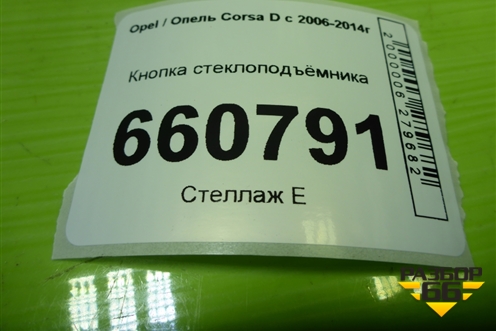 Opel / Опель Corsa D с 2006-2014г
Кнопка стеклоподъёмника
660791
Стеллаж Е
2000006279682
РАЗБОР
66